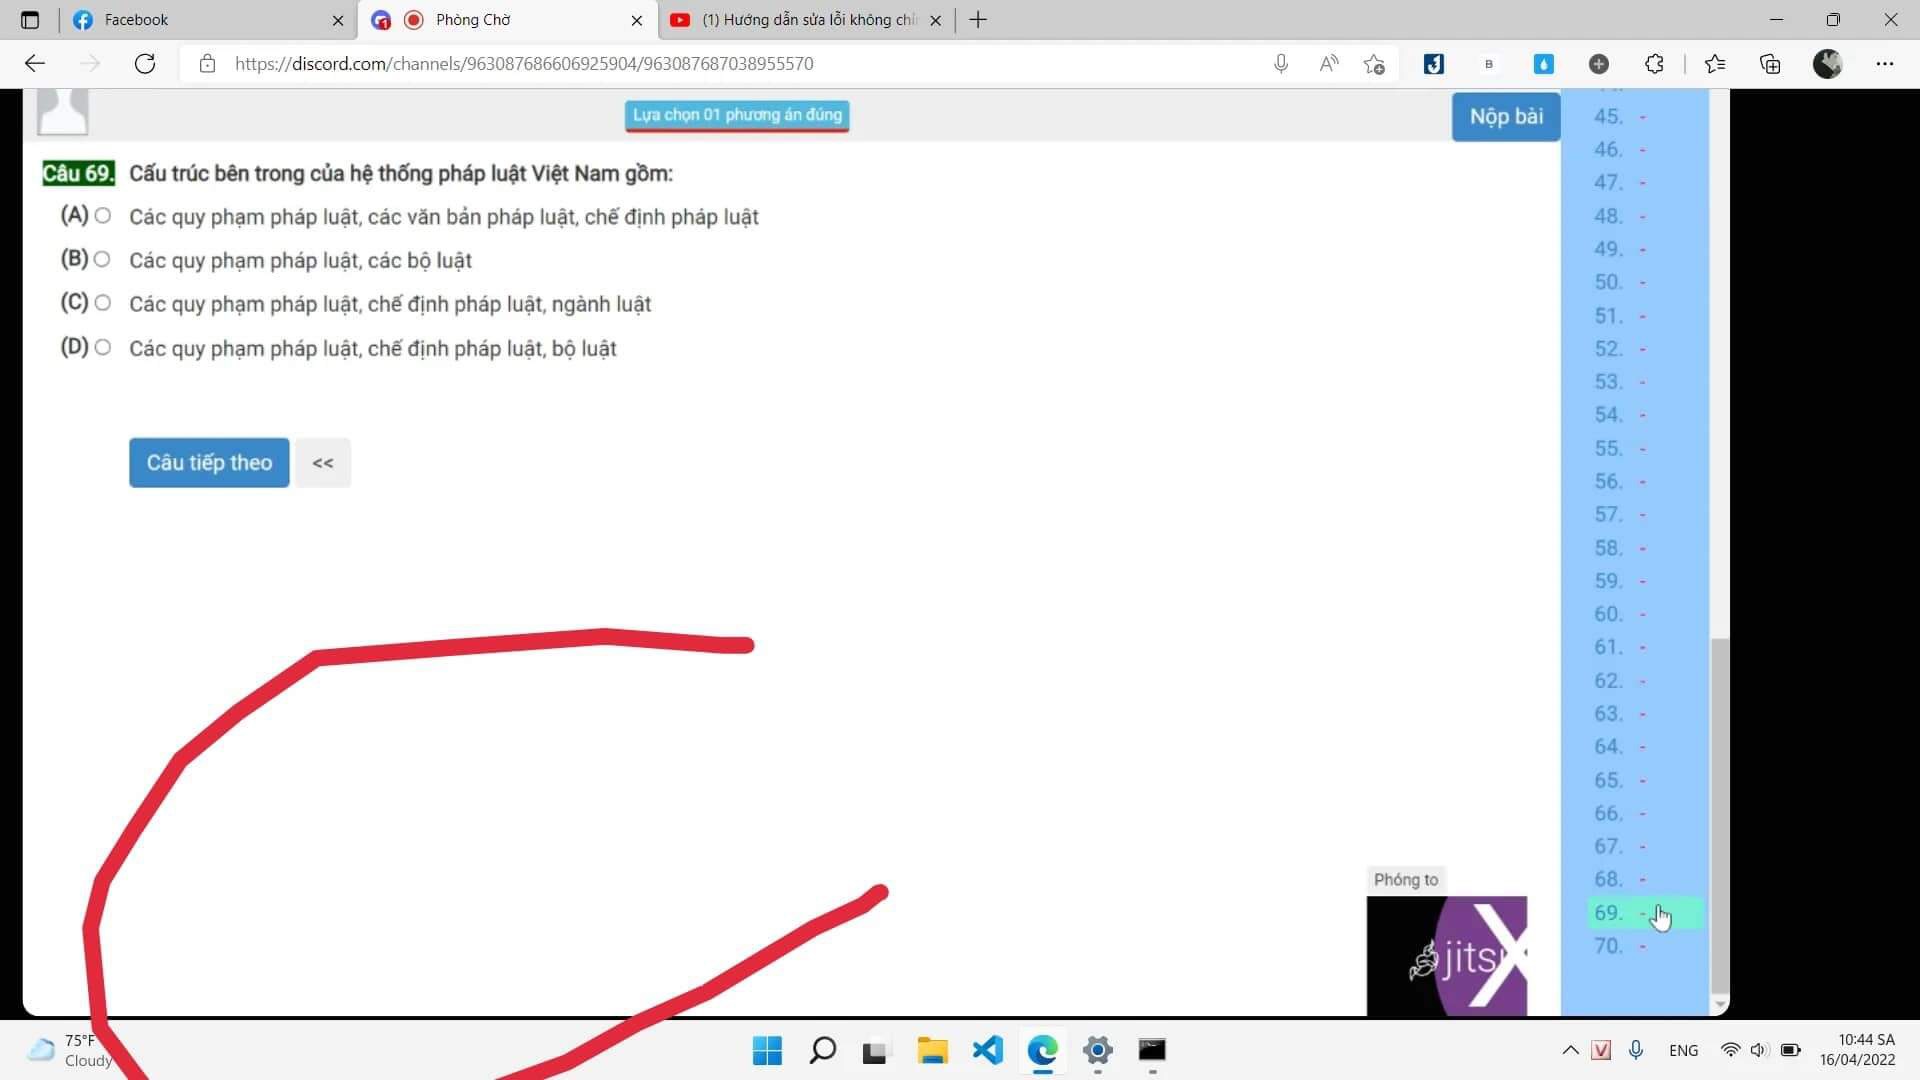 Facebook
Phòng Chờ
(1) Hướng dẫn sửa lỗi không chỉ
https://discord.com/channels/963087686606925904/963087687038955570
Lựa chọn 01 phương án đúng
Nộp bài
Câu 69. Cấu trúc bên trong của hệ thống pháp luật Việt Nam gồm:
(A) Các quy phạm pháp luật, các văn bản pháp luật, chế định pháp luật
(B) Các quy phạm pháp luật, các bộ luật
(C) Các quy phạm pháp luật, chế định pháp luật, ngành luật
(D) Các quy phạm pháp luật, chế định pháp luật, bộ luật
Câu tiếp theo <<
45. -
46. -
47. -
48. -
49. -
50. -
51. -
52. -
53. -
54. -
55. -
56. -
57. -
58. -
59. -
60. -
61. -
62. -
63. -
64. -
65. -
66. -
67. -
68. -
69. -
70. -
Phóng to
jitsi
75°F
Cloudy
ENG
10:44 SA
16/04/2022